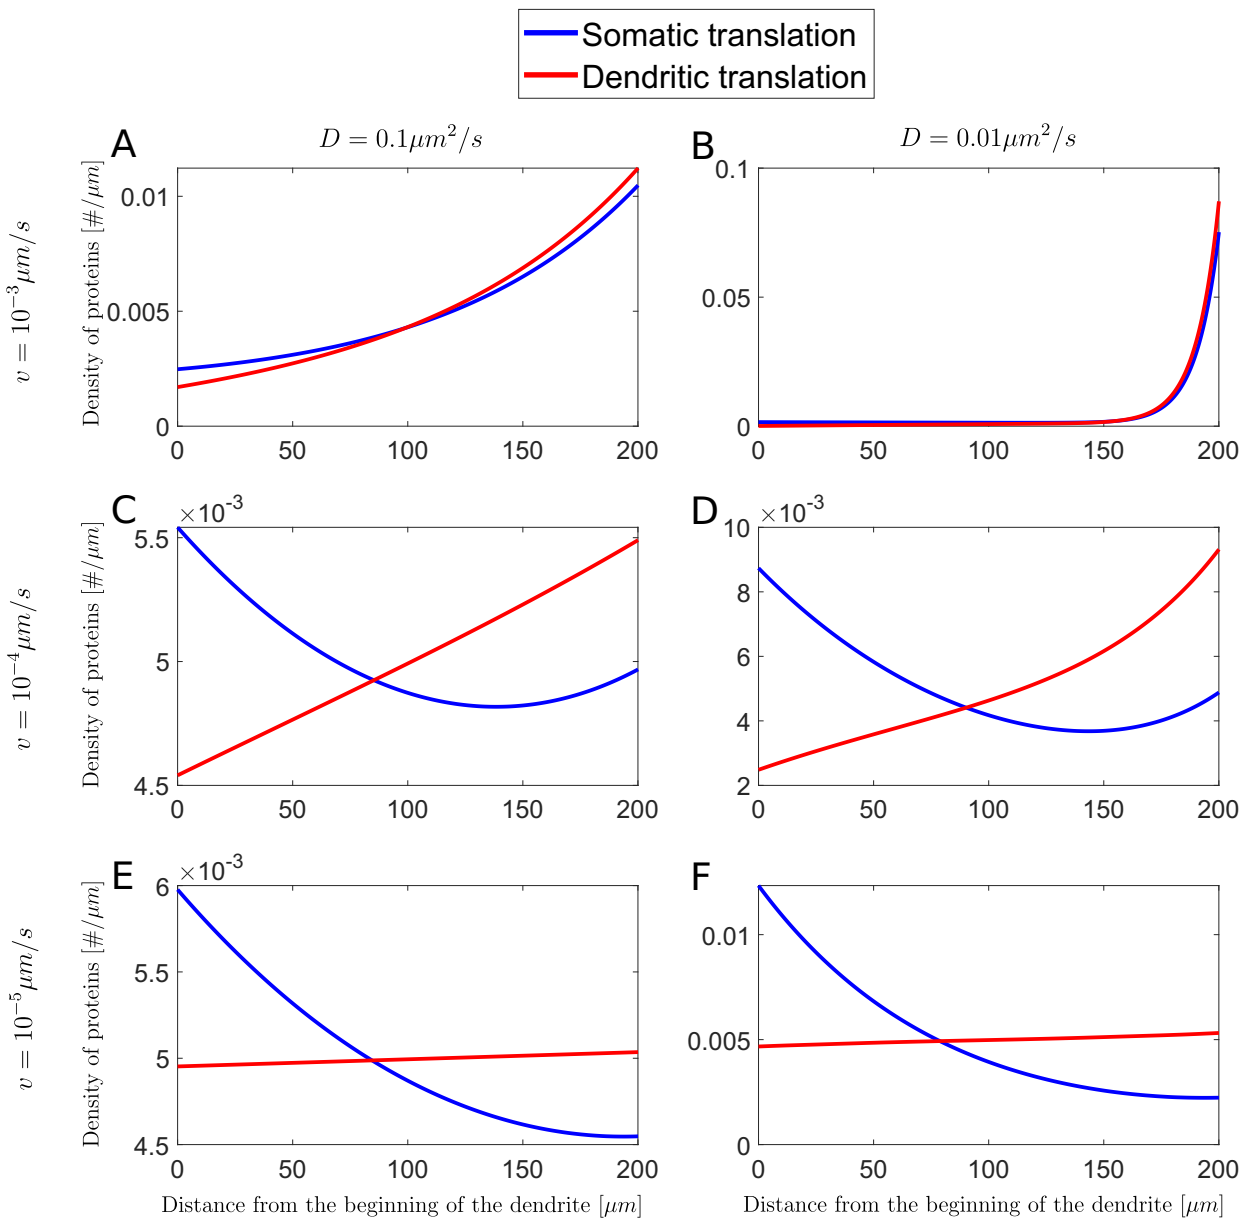 Somatic translation
Dendritic translation
A
D = 0.1μm²/s
B
D = 0.01μm²/s
v = 10⁻³μm/s
Density of proteins [#/μm]
0.01
0.005
0
0 50 100 150 200
0.1
0.05
0
0 50 100 150 200
v = 10⁻⁴μm/s
C
×10⁻³
Density of proteins [#/μm]
5.5
5
4.5
0 50 100 150 200
D
×10⁻³
10
8
6
4
2
0 50 100 150 200
v = 10⁻⁵μm/s
E
×10⁻³
Density of proteins [#/μm]
6
5.5
5
4.5
0 50 100 150 200
Distance from the beginning of the dendrite [μm]
F
0.01
0.005
0
0 50 100 150 200
Distance from the beginning of the dendrite [μm]